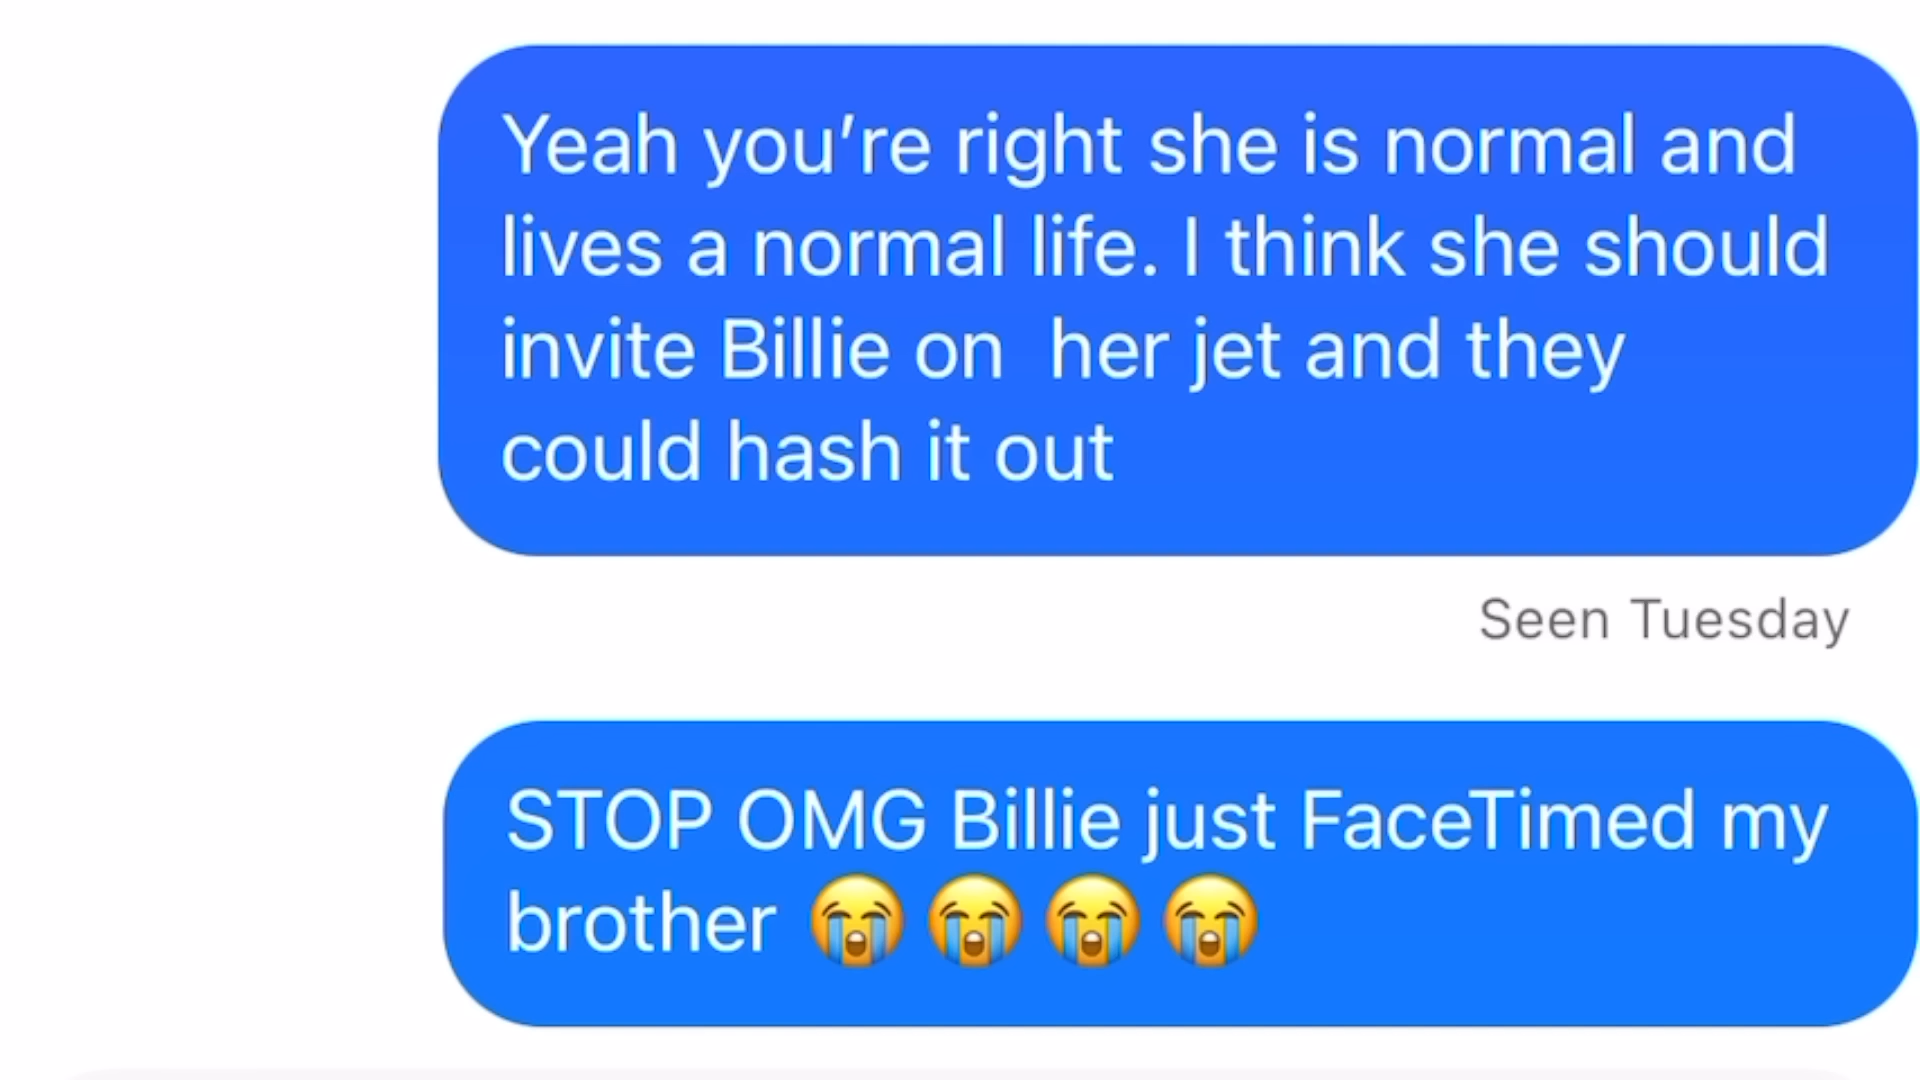 Yeah you’re right she is normal and
lives a normal life. I think she should
invite Billie on  her jet and they
could hash it out
Seen Tuesday
STOP OMG Billie just FaceTimed my
brother 😭😭😭😭